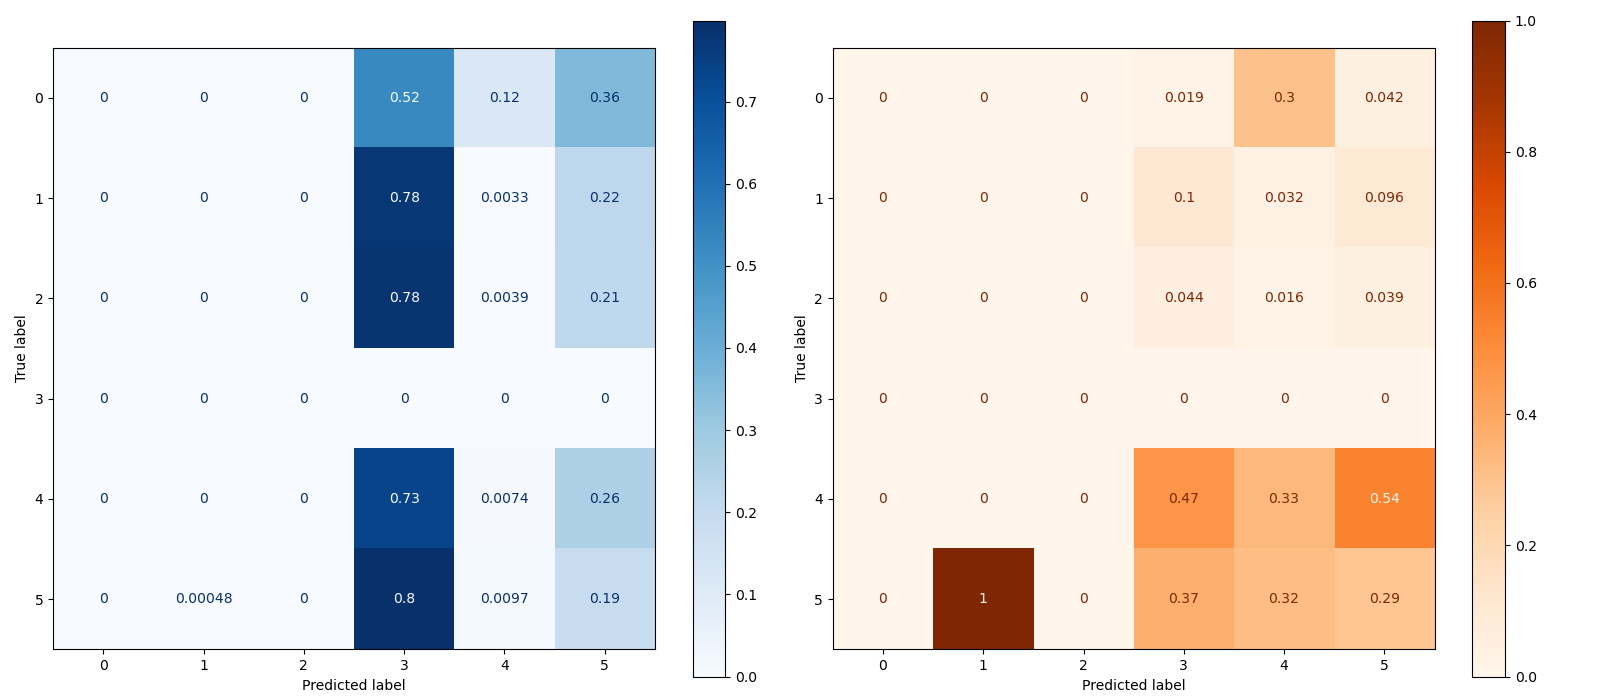 0 0 0 0 0.52 0.12 0.36
1 0 0 0 0.78 0.0033 0.22
2 0 0 0 0.78 0.0039 0.21
3 0 0 0 0 0 0
4 0 0 0 0.73 0.0074 0.26
5 0 0.00048 0 0.8 0.0097 0.19
0 1 2 3 4 5
True label
Predicted label
0.7
0.6
0.5
0.4
0.3
0.2
0.1
0.0
0 0 0 0 0.019 0.3 0.042
1 0 0 0 0.1 0.032 0.096
2 0 0 0 0.044 0.016 0.039
3 0 0 0 0 0 0
4 0 0 0 0.47 0.33 0.54
5 0 1 0 0.37 0.32 0.29
0 1 2 3 4 5
True label
Predicted label
1.0
0.8
0.6
0.4
0.2
0.0